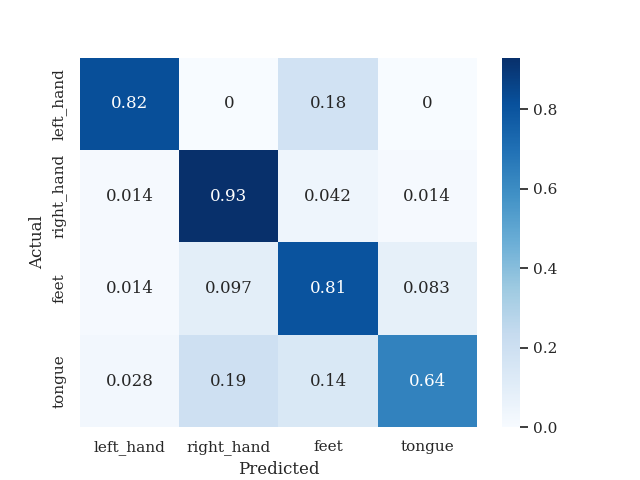 left_hand 0.82 0 0.18 0
right_hand 0.014 0.93 0.042 0.014
feet 0.014 0.097 0.81 0.083
tongue 0.028 0.19 0.14 0.64
left_hand right_hand feet tongue
Actual
Predicted
0.8
0.6
0.4
0.2
0.0